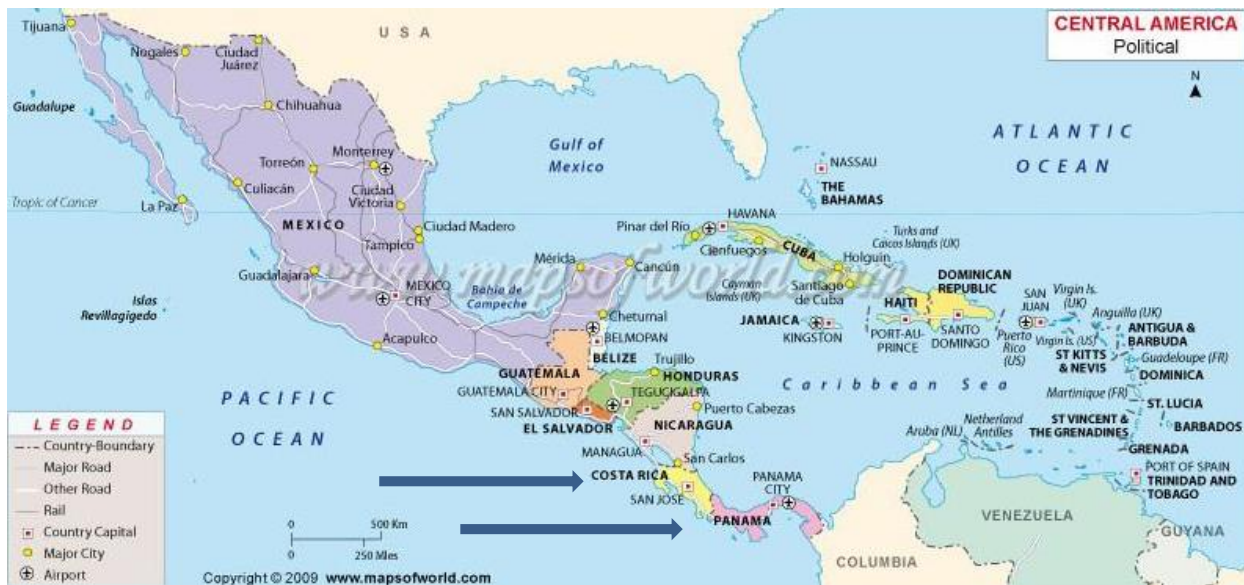 CENTRAL AMERICA
Political
N
Tijuana
Nogales
Ciudad
Juárez
U S A
Guadalupe
Chihuahua
Gulf of
Mexico
ATLANTIC
OCEAN
Monterrey
Torreón
NASSAU
THE
BAHAMAS
Culiacán
Ciudad
Victoria
Tropic of Cancer
La Paz
MEXICO
Ciudad Madero
Tampico
Pinar del Río
HAVANA
Cienfuegos
CUBA
Turks and
Caicos Islands (UK)
Holguin
Mérida
Cancún
www.mapsofworld.com
Guadalajara
MEXICO
CITY
Bahia de
Campeche
Cayman
Islands (UK)
Santiago
de Cuba
DOMINICAN
REPUBLIC
HAITI
SAN
JUAN
Virgin Is.
(UK)
Anguilla (UK)
Islas
Revillagigedo
Chetumal
JAMAICA
KINGSTON
PORT-AU-
PRINCE
SANTO
DOMINGO
Puerto
Rico
(US)
Virgin Is. (US)
ANTIGUA &
BARBUDA
ST KITTS
& NEVIS
Guadeloupe (FR)
DOMINICA
Acapulco
BELMOPAN
BELIZE
Trujillo
GUATEMALA
HONDURAS
GUATEMALA CITY
TEGUCIGALPA
Caribbean Sea
Martinique (FR)
ST. LUCIA
PACIFIC
OCEAN
SAN SALVADOR
EL SALVADOR
Puerto Cabezas
NICARAGUA
Aruba (NL)
Netherland
Antilles
ST VINCENT &
THE GRENADINES
BARBADOS
GRENADA
MANAGUA
San Carlos
COSTA RICA
SAN JOSE
PANAMA
CITY
PANAMA
PORT OF SPAIN
TRINIDAD AND
TOBAGO
VENEZUELA
GUYANA
COLUMBIA
LEGEND
Country-Boundary
Major Road
Other Road
Rail
Country Capital
Major City
Airport
0 500 Km
0 250 Miles
Copyright © 2009 www.mapsofworld.com